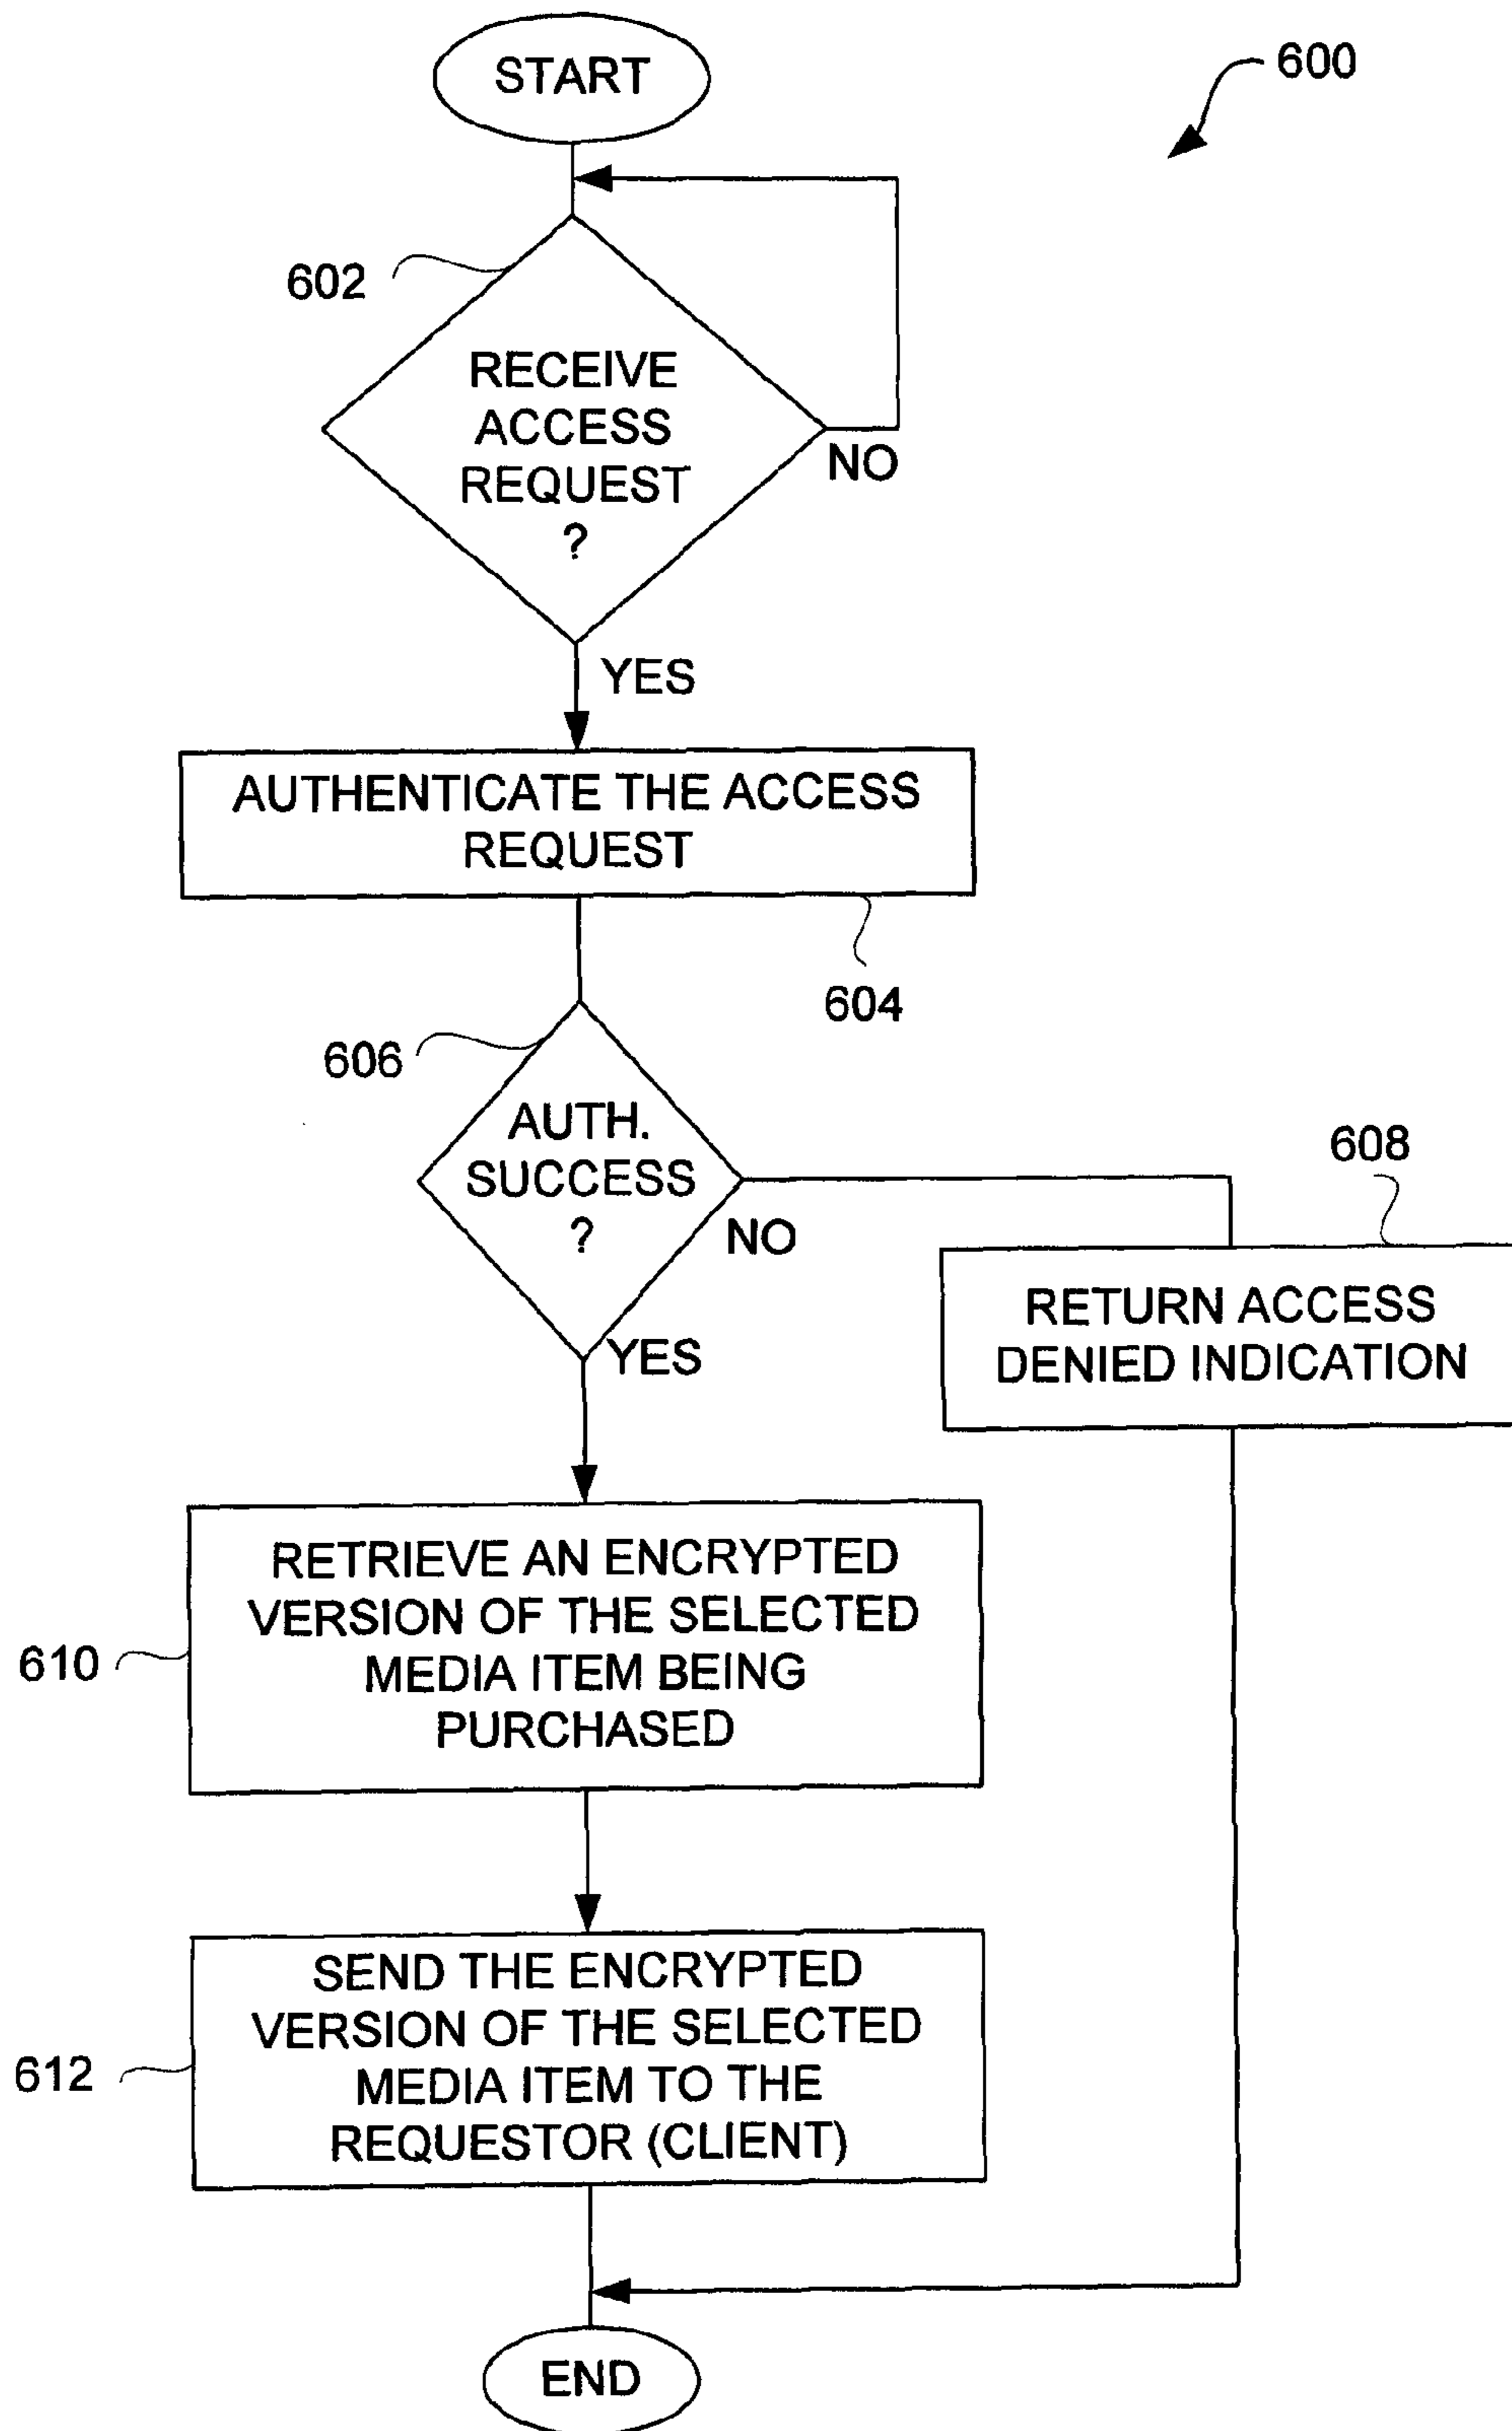 START
600
602
RECEIVE
ACCESS
REQUEST
?
NO
YES
AUTHENTICATE THE ACCESS
REQUEST
604
606
AUTH.
SUCCESS
?
NO
608
RETURN ACCESS
DENIED INDICATION
YES
610
RETRIEVE AN ENCRYPTED
VERSION OF THE SELECTED
MEDIA ITEM BEING
PURCHASED
612
SEND THE ENCRYPTED
VERSION OF THE SELECTED
MEDIA ITEM TO THE
REQUESTOR (CLIENT)
END